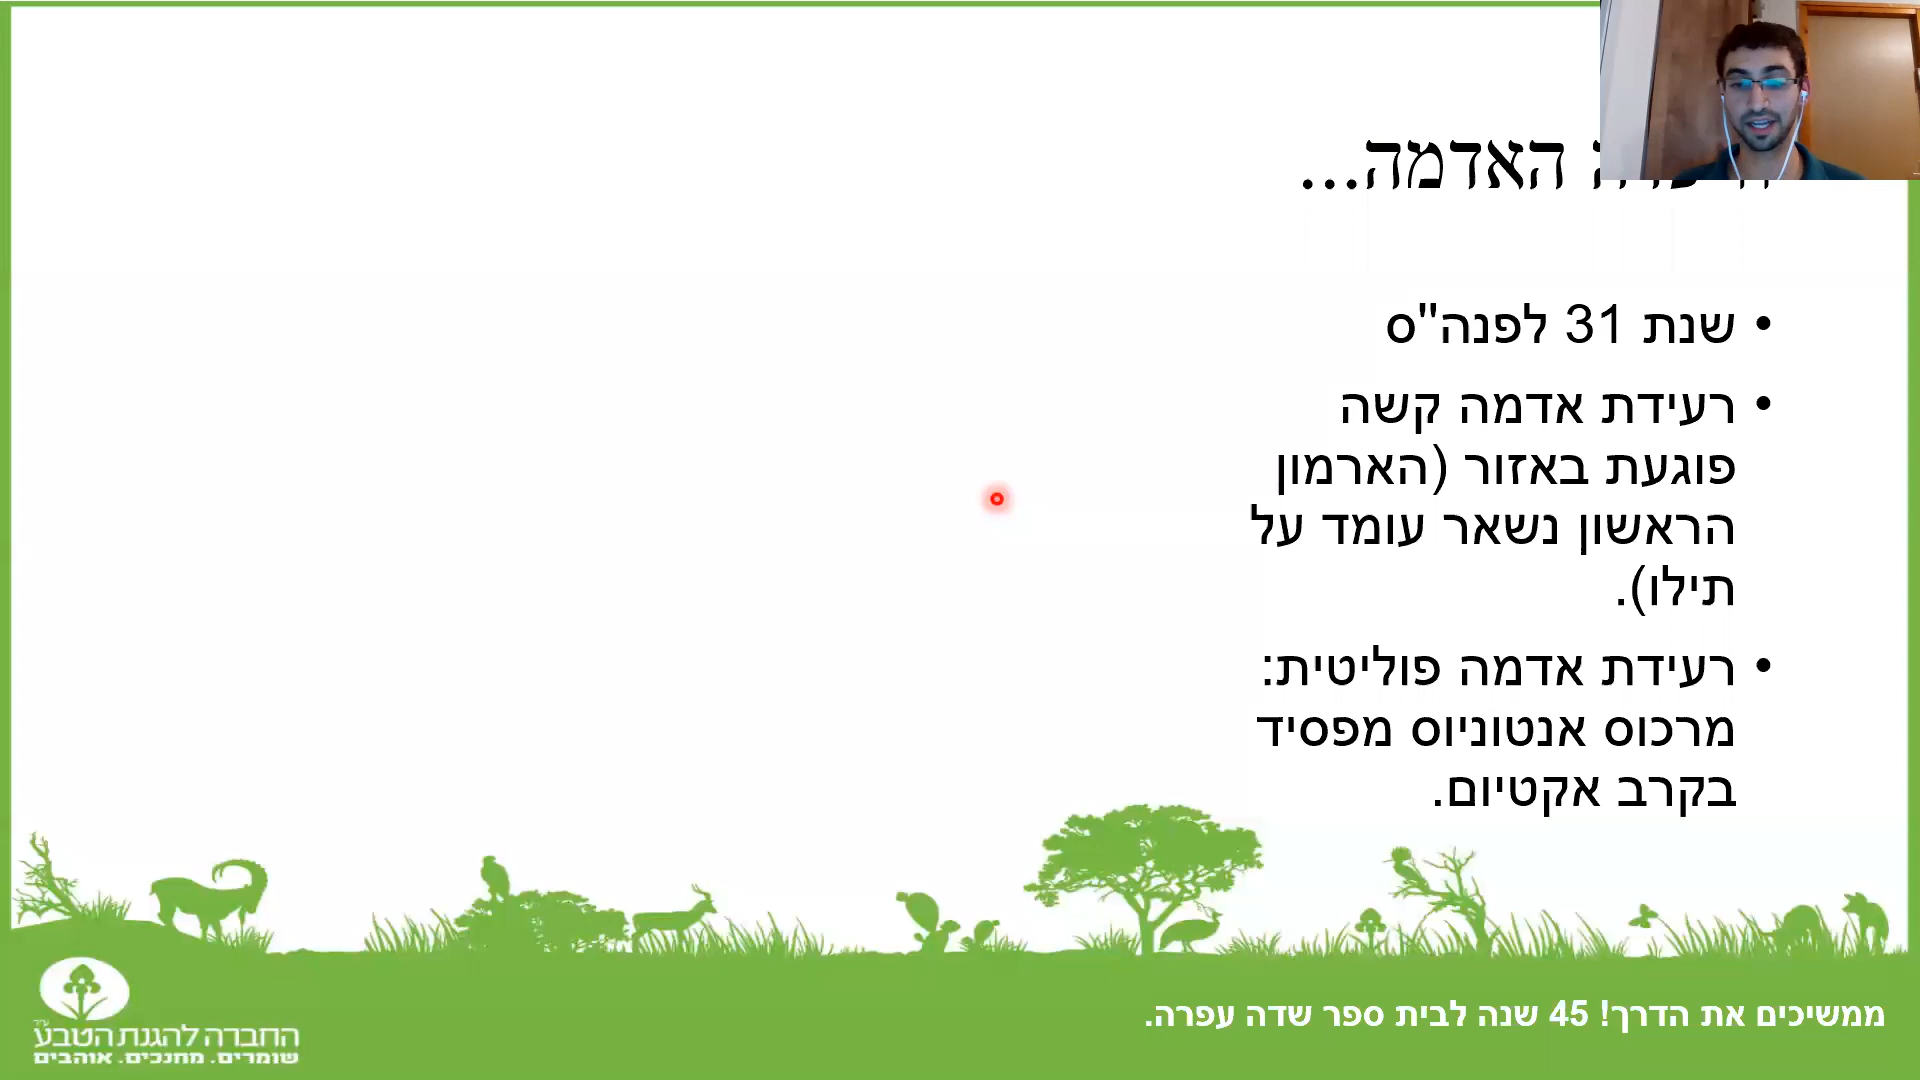 האדמה...
• שנת 31 לפנה"ס
• רעידת אדמה קשה
פוגעת באזור (הארמון
הראשון נשאר עומד על
תילו).
• רעידת אדמה פוליטית:
מרכוס אנטוניוס מפסיד
בקרב אקטיום.
ממשיכים את הדרך! 45 שנה לבית ספר שדה עפרה.
החברה להגנת הטבע
שומרים. מחנכים. אוהבים